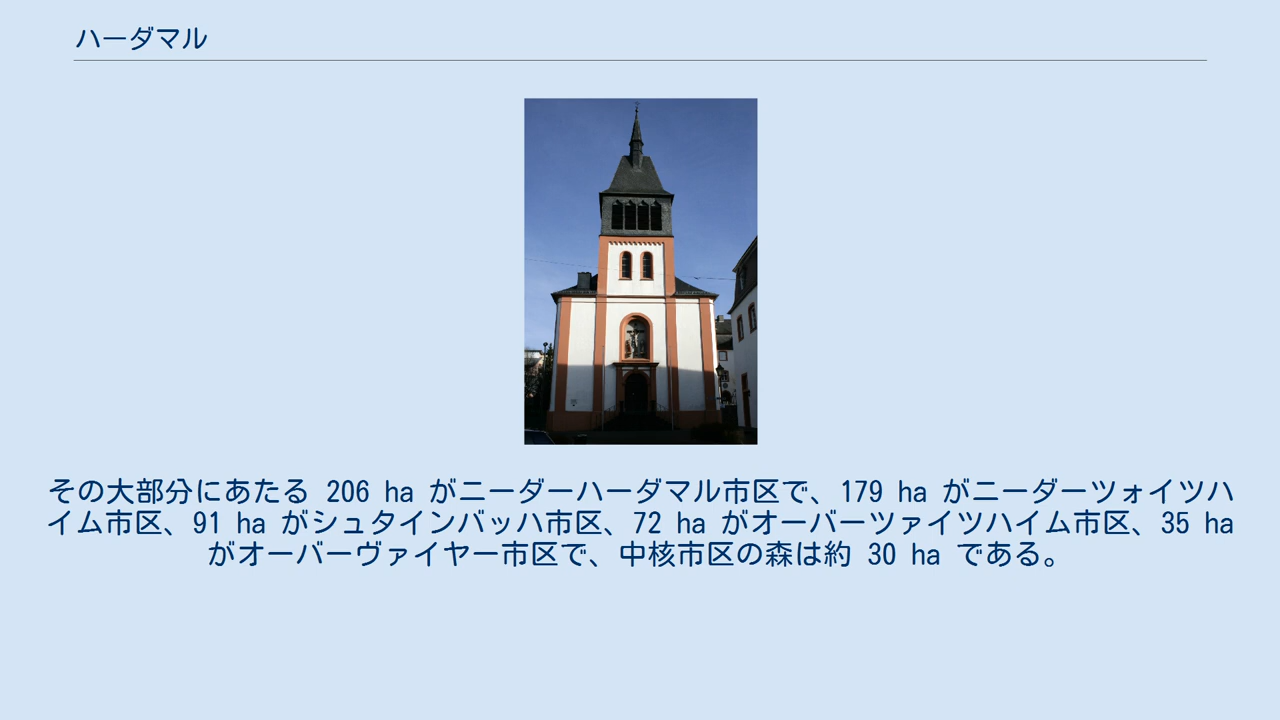 ハーダマル
その大部分にあたる 206 ha がニーダーハーダマル市区で、179 ha がニーダーツォイツハ
イム市区、91 ha がシュタインバッハ市区、72 ha がオーバーツァイツハイム市区、35 ha
がオーバーヴァイヤー市区で、中核市区の森は約 30 ha である。